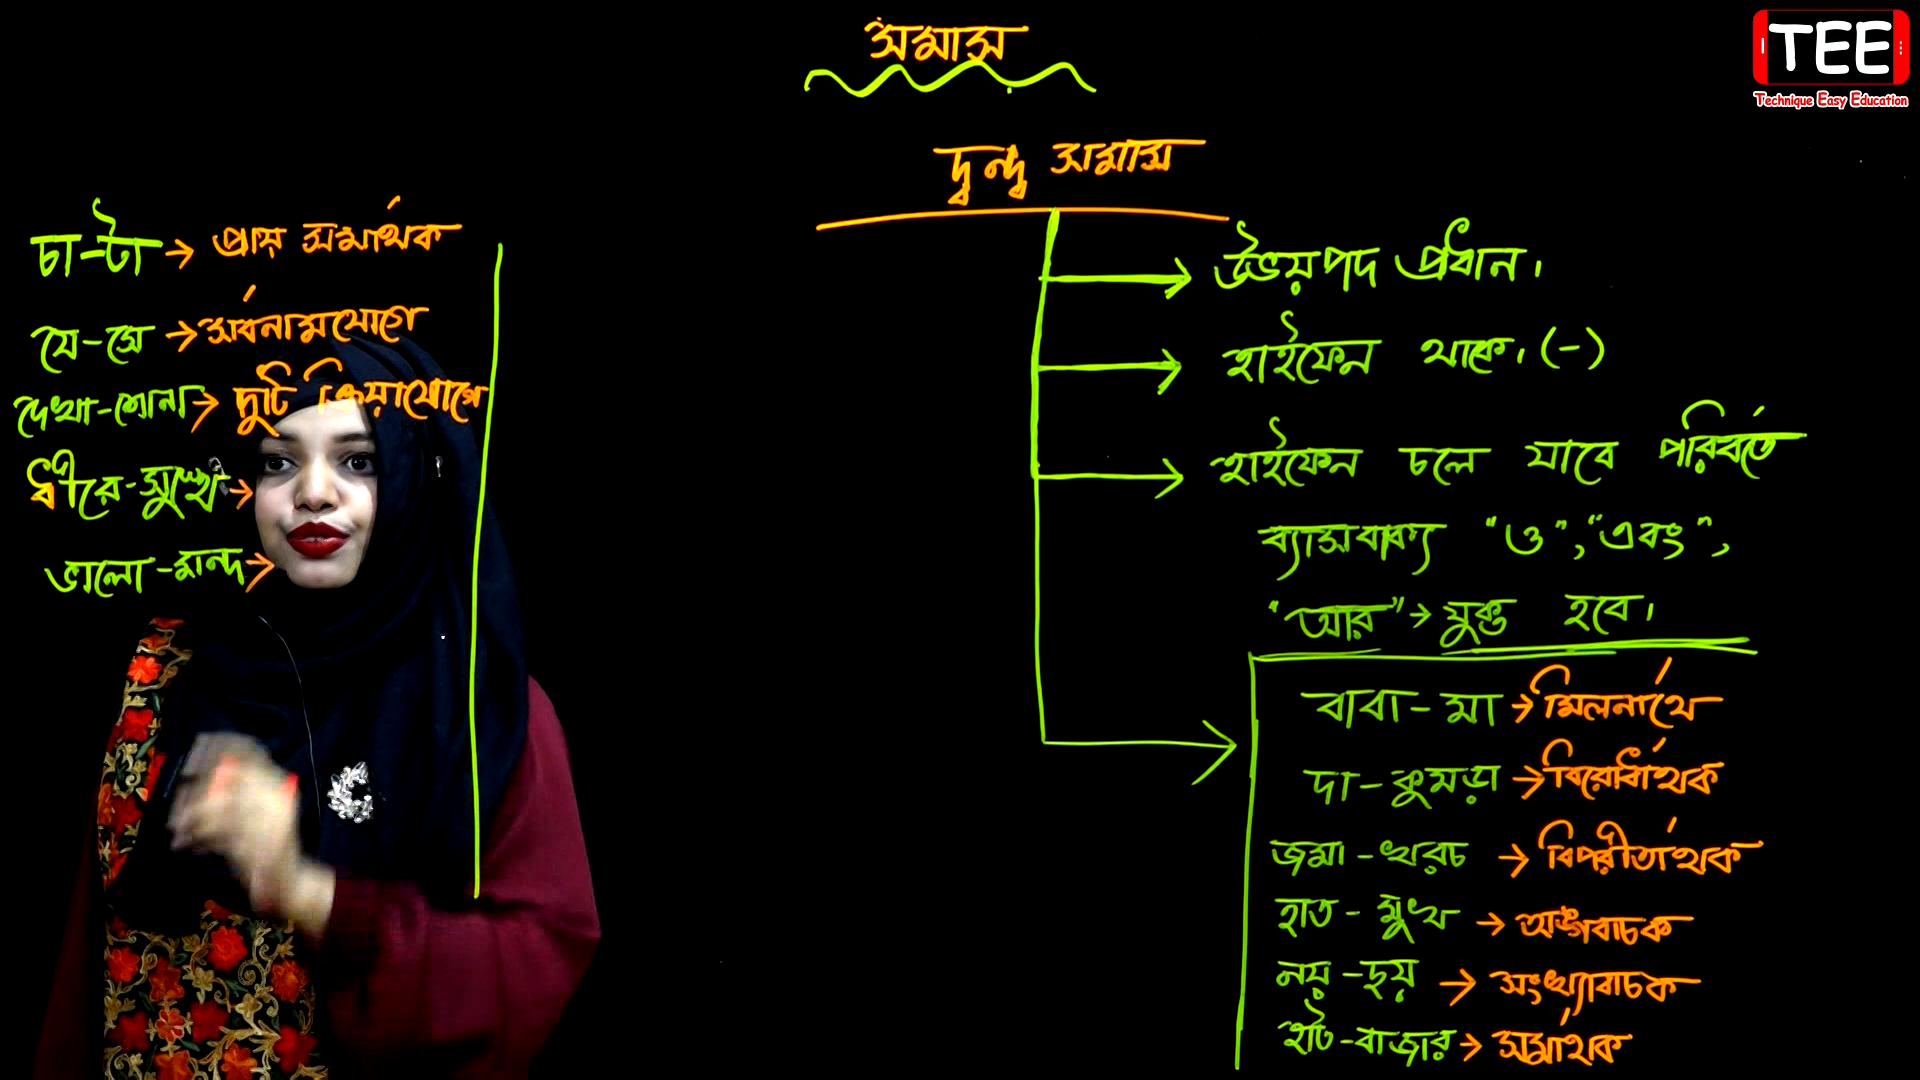 সমাস
TEE
Technique Easy Education
দ্বন্দ্ব সমাস
চা-টা → প্রায় সমার্থক
যে-সে → সর্বনামযোগে
দেখা-শোনা → দুটি ক্রিয়াযোগে
ধীরে-সুস্থে →
ভালো-মন্দ →
→ উভয়পদ প্রধান।
→ হাইফেন থাকে। (-)
→ হাইফেন চলে যাবে পরিবর্তে
ব্যাসবাক্য "ও", "এবং",
"আর" → যুক্ত হবে।
বাবা-মা → মিলনার্থে
দা-কুমড়া → বিরোধার্থক
জমা-খরচ → বিপরীতার্থক
হাত-মুখ → অঙ্গবাচক
নয়-ছয় → সংখ্যাবাচক
হাট-বাজার → সমার্থক